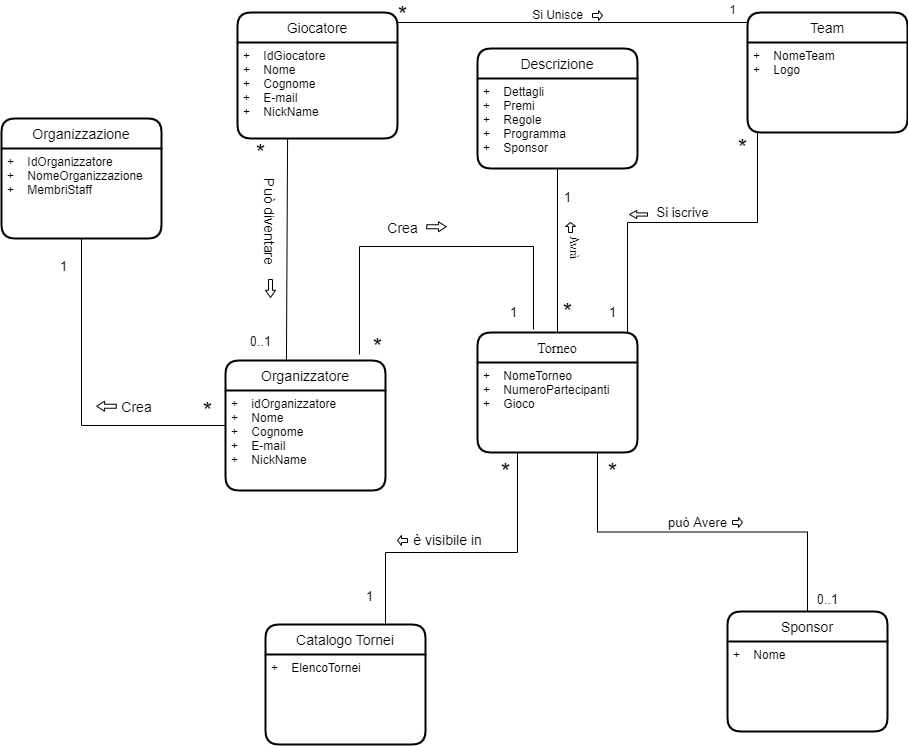 Giocatore
+ IdGiocatore
+ Nome
+ Cognome
+ E-mail
+ NickName
*
Si Unisce
1
Team
+ NomeTeam
+ Logo
Descrizione
+ Dettagli
+ Premi
+ Regole
+ Programma
+ Sponsor
Organizzazione
+ IdOrganizzatore
+ NomeOrganizzazione
+ MembriStaff
*
Può diventare
0..1
1
Crea
*
Crea
*
1
1
Avrà
*
*
Si iscrive
1
Organizzatore
+ idOrganizzatore
+ Nome
+ Cognome
+ E-mail
+ NickName
Torneo
+ NomeTorneo
+ NumeroPartecipanti
+ Gioco
*
è visibile in
1
*
può Avere
0..1
Catalogo Tornei
+ ElencoTornei
Sponsor
+ Nome